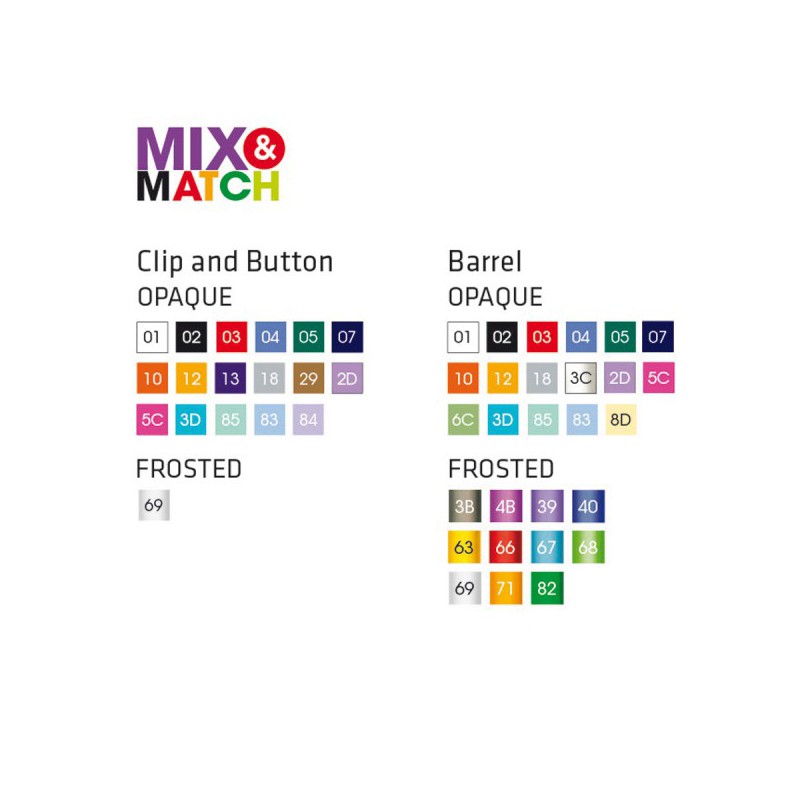 MIX&
MATCH
Clip and Button
OPAQUE
01 02 03 04 05 07
10 12 13 18 29 2D
5C 3D 85 83 84
FROSTED
69
Barrel
OPAQUE
01 02 03 04 05 07
10 12 18 3C 2D 5C
6C 3D 85 83 8D
FROSTED
3B 4B 39 40
63 66 67 68
69 71 82